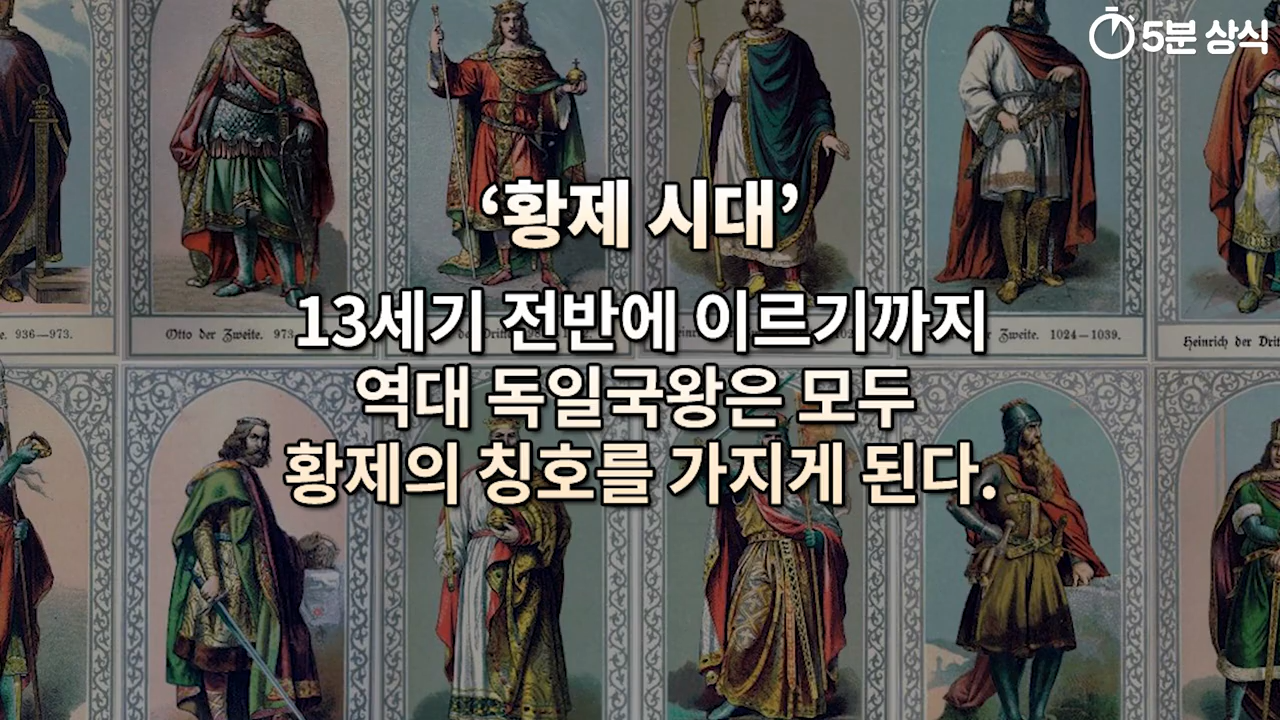 5분 상식
‘황제 시대’
13세기 전반에 이르기까지
역대 독일국왕은 모두
황제의 칭호를 가지게 된다.
e. 936—973.
Otto der Zweite. 973
Zweite. 1024—1039.
Heinrich der Drit